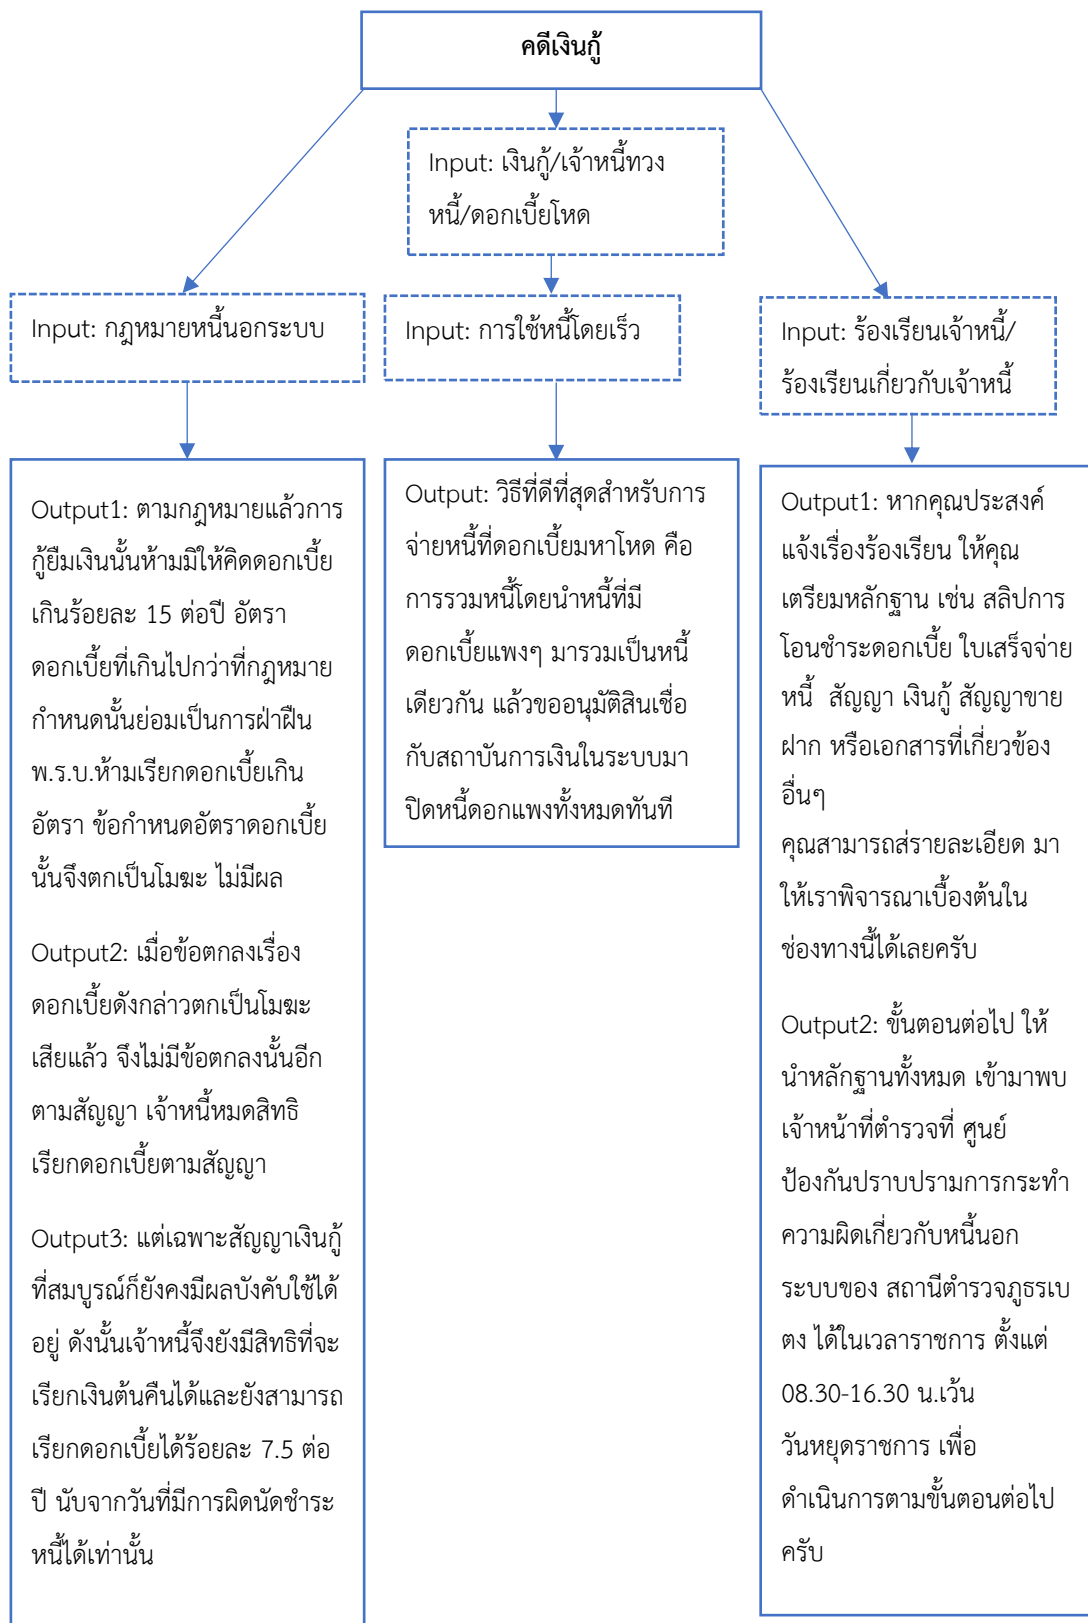 คดีเงินกู้
Input: เงินกู้/เจ้าหนี้ทวง
หนี้/ดอกเบี้ยโหด
Input: กฎหมายหนี้นอกระบบ
Input: การใช้หนี้โดยเร็ว
Input: ร้องเรียนเจ้าหนี้/
ร้องเรียนเกี่ยวกับเจ้าหนี้
Output1: ตามกฎหมายแล้วการ
กู้ยืมเงินนั้นห้ามมิให้คิดดอกเบี้ย
เกินร้อยละ 15 ต่อปี อัตรา
ดอกเบี้ยที่เกินไปกว่าที่กฎหมาย
กำหนดนั้นย่อมเป็นการฝ่าฝืน
พ.ร.บ.ห้ามเรียกดอกเบี้ยเกิน
อัตรา ข้อกำหนดอัตราดอกเบี้ย
นั้นจึงตกเป็นโมฆะ ไม่มีผล
Output2: เมื่อข้อตกลงเรื่อง
ดอกเบี้ยดังกล่าวตกเป็นโมฆะ
เสียแล้ว จึงไม่มีข้อตกลงนั้นอีก
ตามสัญญา เจ้าหนี้หมดสิทธิ
เรียกดอกเบี้ยตามสัญญา
Output3: แต่เฉพาะสัญญาเงินกู้
ที่สมบูรณ์ก็ยังคงมีผลบังคับใช้ได้
อยู่ ดังนั้นเจ้าหนี้จึงยังมีสิทธิที่จะ
เรียกเงินต้นคืนได้และยังสามารถ
เรียกดอกเบี้ยได้ร้อยละ 7.5 ต่อ
ปี นับจากวันที่มีการผิดนัดชำระ
หนี้ได้เท่านั้น
Output: วิธีที่ดีที่สุดสำหรับการ
จ่ายหนี้ที่ดอกเบี้ยมหาโหด คือ
การรวมหนี้โดยนำหนี้ที่มี
ดอกเบี้ยแพงๆ มารวมเป็นหนี้
เดียวกัน แล้วขออนุมัติสินเชื่อ
กับสถาบันการเงินในระบบมา
ปิดหนี้ดอกแพงทั้งหมดทันที
Output1: หากคุณประสงค์
แจ้งเรื่องร้องเรียน ให้คุณ
เตรียมหลักฐาน เช่น สลิปการ
โอนชำระดอกเบี้ย ใบเสร็จจ่าย
หนี้ สัญญา เงินกู้ สัญญาขาย
ฝาก หรือเอกสารที่เกี่ยวข้อง
อื่นๆ
คุณสามารถส่รายละเอียด มา
ให้เราพิจารณาเบื้องต้นใน
ช่องทางนี้ได้เลยครับ
Output2: ขั้นตอนต่อไป ให้
นำหลักฐานทั้งหมด เข้ามาพบ
เจ้าหน้าที่ตำรวจที่ ศูนย์
ป้องกันปราบปรามการกระทำ
ความผิดเกี่ยวกับหนี้นอก
ระบบของ สถานีตำรวจภูธรเบ
ตง ได้ในเวลาราชการ ตั้งแต่
08.30-16.30 น.เว้น
วันหยุดราชการ เพื่อ
ดำเนินการตามขั้นตอนต่อไป
ครับ